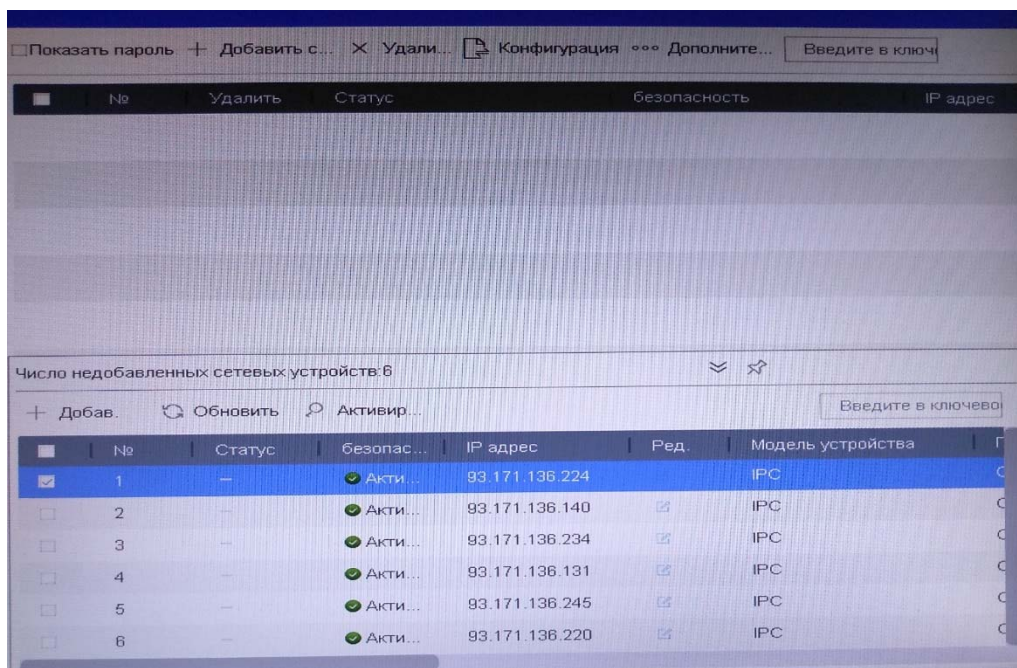 Показать пароль + Добавить с... × Удали... Конфигурация ooo Дополните... Введите в ключ
№ Удалить Статус безопасность IP адрес
Число недобавленных сетевых устройств:6
+ Добав. Обновить Активир... Введите в ключево
№ Статус безопас... IP адрес Ред. Модель устройства
1 — Акти... 93.171.136.224 IPC
2 — Акти... 93.171.136.140 IPC
3 — Акти... 93.171.136.234 IPC
4 — Акти... 93.171.136.131 IPC
5 — Акти... 93.171.136.245 IPC
6 — Акти... 93.171.136.220 IPC